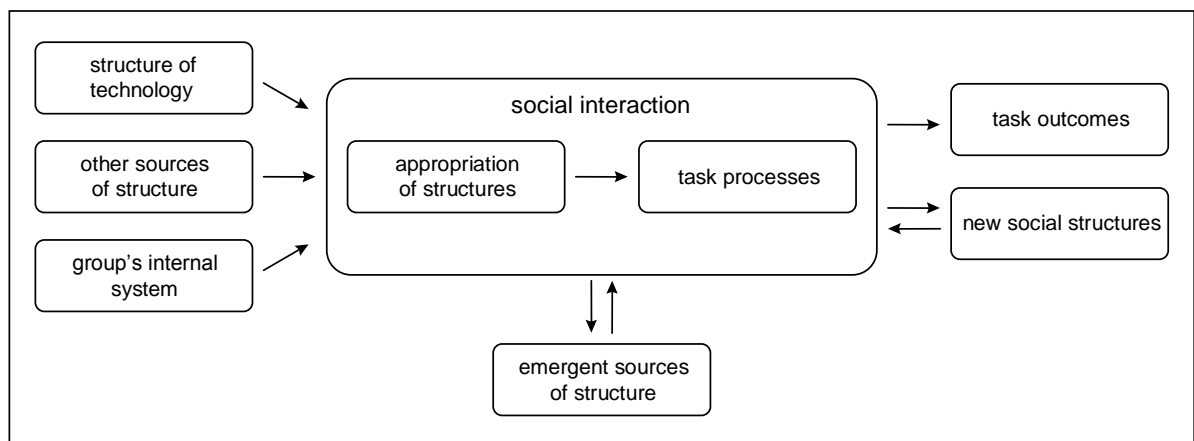 structure of
technology
other sources
of structure
group's internal
system
social interaction
appropriation
of structures
task processes
emergent sources
of structure
task outcomes
new social structures